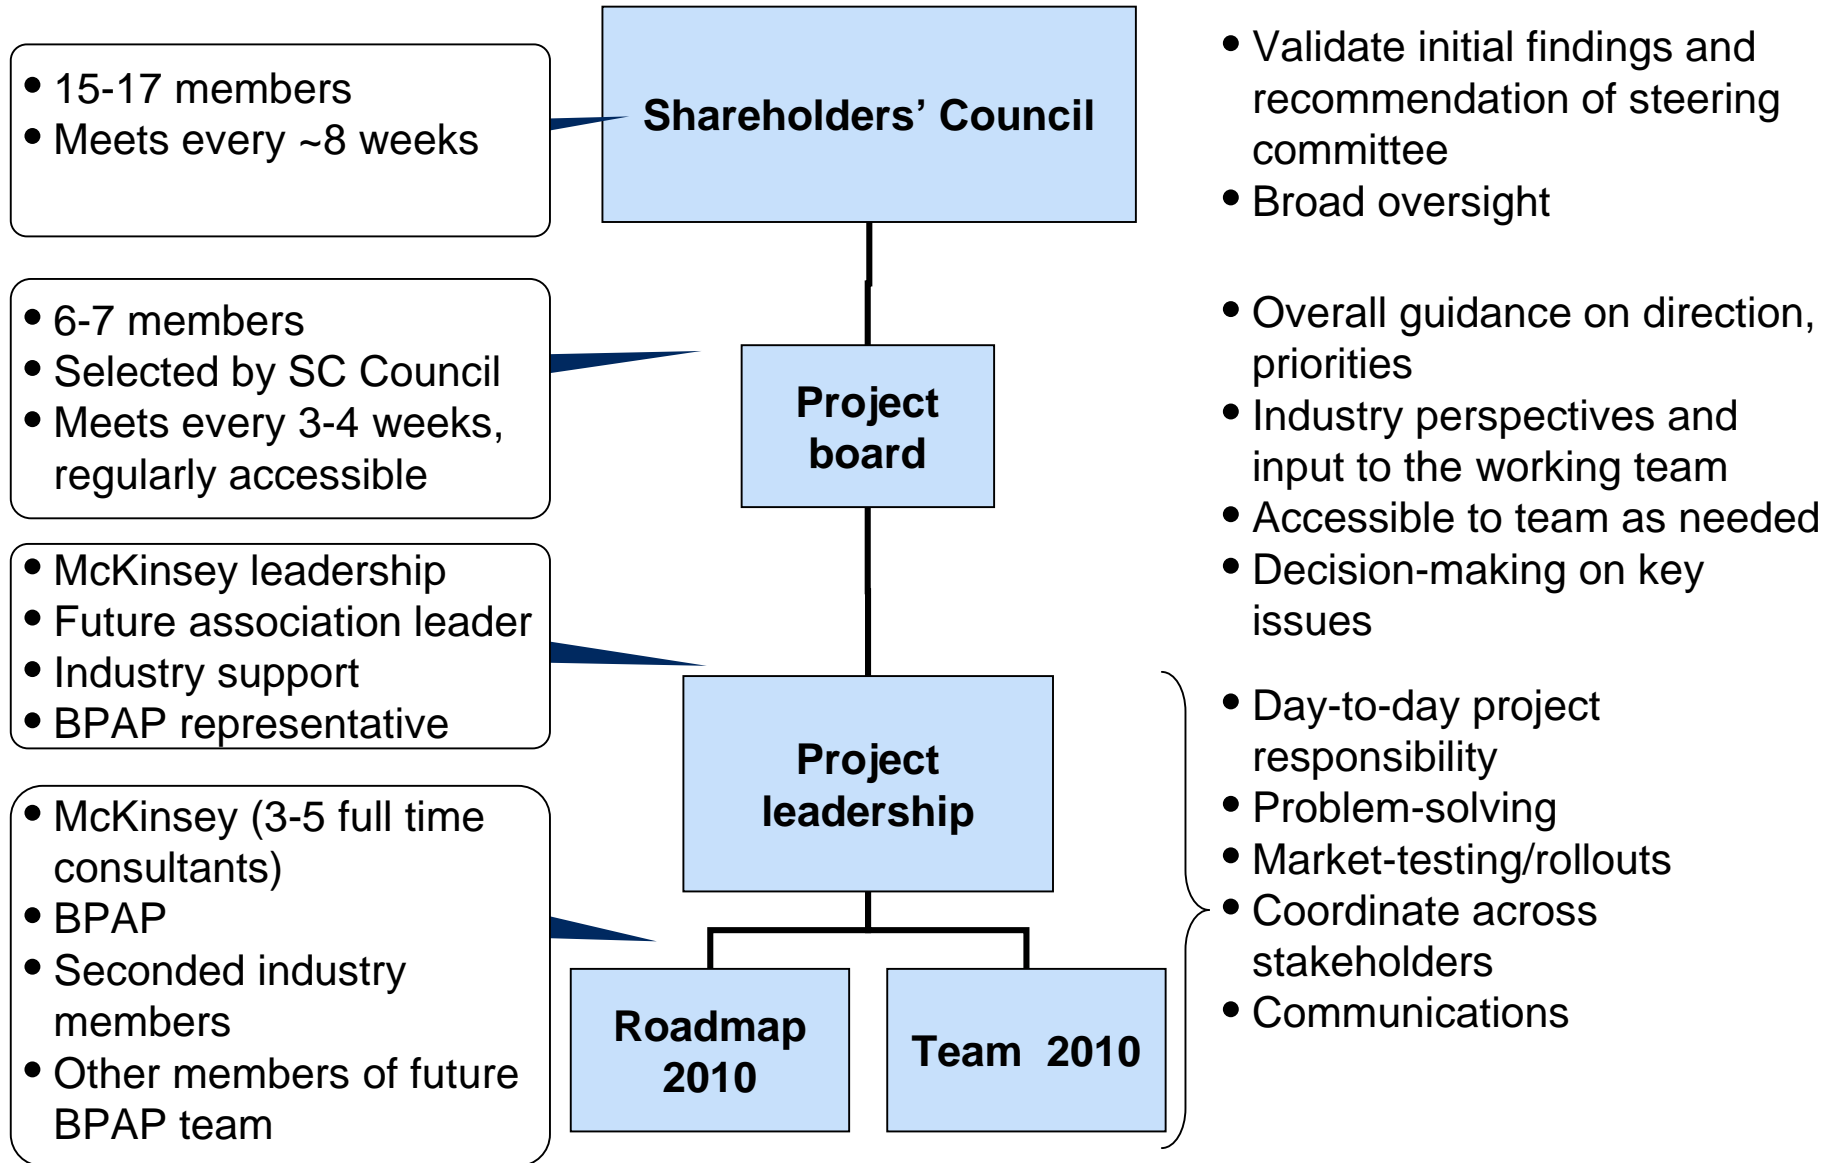 • 15-17 members
• Meets every ~8 weeks
Shareholders’ Council
• Validate initial findings and
recommendation of steering
committee
• Broad oversight
• 6-7 members
• Selected by SC Council
• Meets every 3-4 weeks,
regularly accessible
Project
board
• Overall guidance on direction,
priorities
• Industry perspectives and
input to the working team
• Accessible to team as needed
• Decision-making on key
issues
• McKinsey leadership
• Future association leader
• Industry support
• BPAP representative
Project
leadership
• Day-to-day project
responsibility
• Problem-solving
• Market-testing/rollouts
• Coordinate across
stakeholders
• Communications
• McKinsey (3-5 full time
consultants)
• BPAP
• Seconded industry
members
• Other members of future
BPAP team
Roadmap
2010
Team 2010